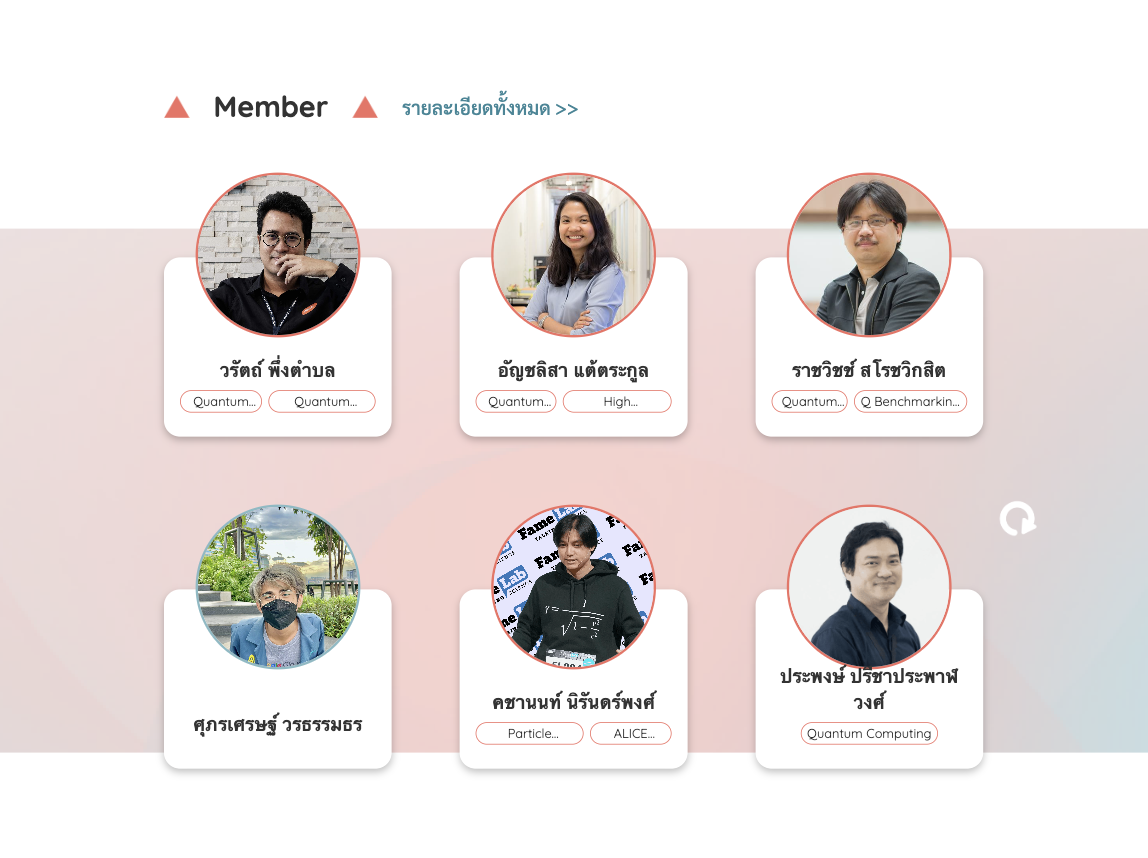 Member
รายละเอียดทั้งหมด >>
วรัตถ์ พึ่งตำบล
Quantum... Quantum...
อัญชลิสา แต้ตระกูล
Quantum... High...
ราชวิชช์ สโรชวิกสิต
Quantum... Q Benchmarkin...
ศุภรเศรษฐ์ วรธรรมธร
Fame Lab
คชานนท์ นิรันดร์พงศ์
Particle... ALICE...
ประพงษ์ ปรีชาประพาฬ
วงศ์
Quantum Computing